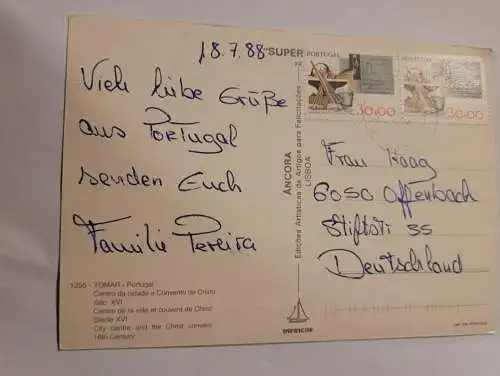 18.7.88
"SUPER"
Viele liebe Grüße
aus Portugal
senden Euch
Familie Pereira
1255 - TOMAR - Portugal
Centro da cidade e Convento de Cristo
Séc. XVI
Centre de la ville et couvent de Christ
Siècle XVI
City centre and the Christ convent
16th Century
ÂNCORA
Edições Artísticas de Artigos para Felicitações
LISBOA
PORTUGAL
30$00
PORTUGAL
30$00
Frau Haag
6050 Offenbach
Stiftstr 35
Deutschland